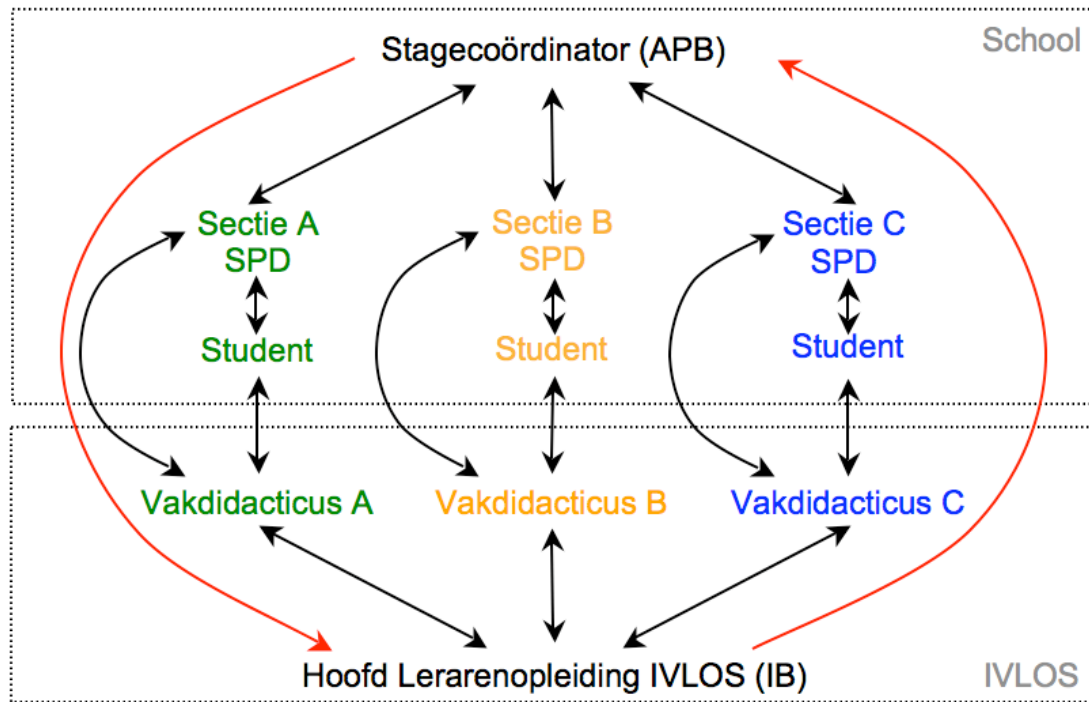 School
Stagecoördinator (APB)
Sectie A
SPD
Sectie B
SPD
Sectie C
SPD
Student
Student
Student
Vakdidacticus A
Vakdidacticus B
Vakdidacticus C
Hoofd Lerarenopleiding IVLOS (IB)
IVLOS